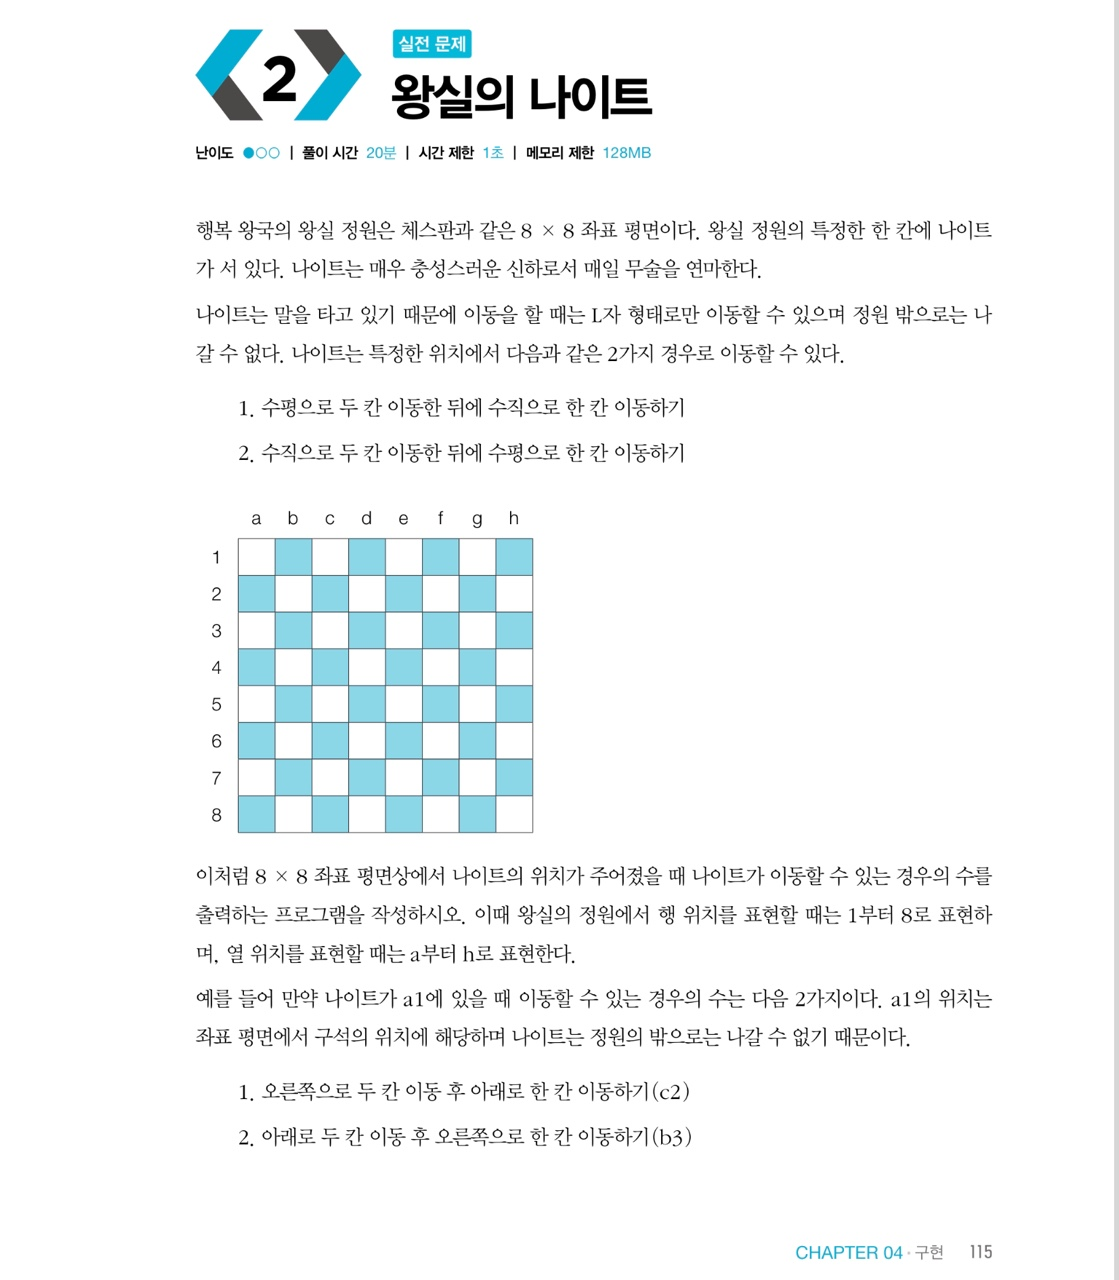 2
실전 문제
왕실의 나이트
난이도 ●○○ | 풀이 시간 20분 | 시간 제한 1초 | 메모리 제한 128MB
행복 왕국의 왕실 정원은 체스판과 같은 8 × 8 좌표 평면이다. 왕실 정원의 특정한 한 칸에 나이트
가 서 있다. 나이트는 매우 충성스러운 신하로서 매일 무술을 연마한다.
나이트는 말을 타고 있기 때문에 이동을 할 때는 L자 형태로만 이동할 수 있으며 정원 밖으로는 나
갈 수 없다. 나이트는 특정한 위치에서 다음과 같은 2가지 경우로 이동할 수 있다.
1. 수평으로 두 칸 이동한 뒤에 수직으로 한 칸 이동하기
2. 수직으로 두 칸 이동한 뒤에 수평으로 한 칸 이동하기
a b c d e f g h
1
2
3
4
5
6
7
8
이처럼 8 × 8 좌표 평면상에서 나이트의 위치가 주어졌을 때 나이트가 이동할 수 있는 경우의 수를
출력하는 프로그램을 작성하시오. 이때 왕실의 정원에서 행 위치를 표현할 때는 1부터 8로 표현하
며, 열 위치를 표현할 때는 a부터 h로 표현한다.
예를 들어 만약 나이트가 a1에 있을 때 이동할 수 있는 경우의 수는 다음 2가지이다. a1의 위치는
좌표 평면에서 구석의 위치에 해당하며 나이트는 정원의 밖으로는 나갈 수 없기 때문이다.
1. 오른쪽으로 두 칸 이동 후 아래로 한 칸 이동하기(c2)
2. 아래로 두 칸 이동 후 오른쪽으로 한 칸 이동하기(b3)
CHAPTER 04 · 구현 115